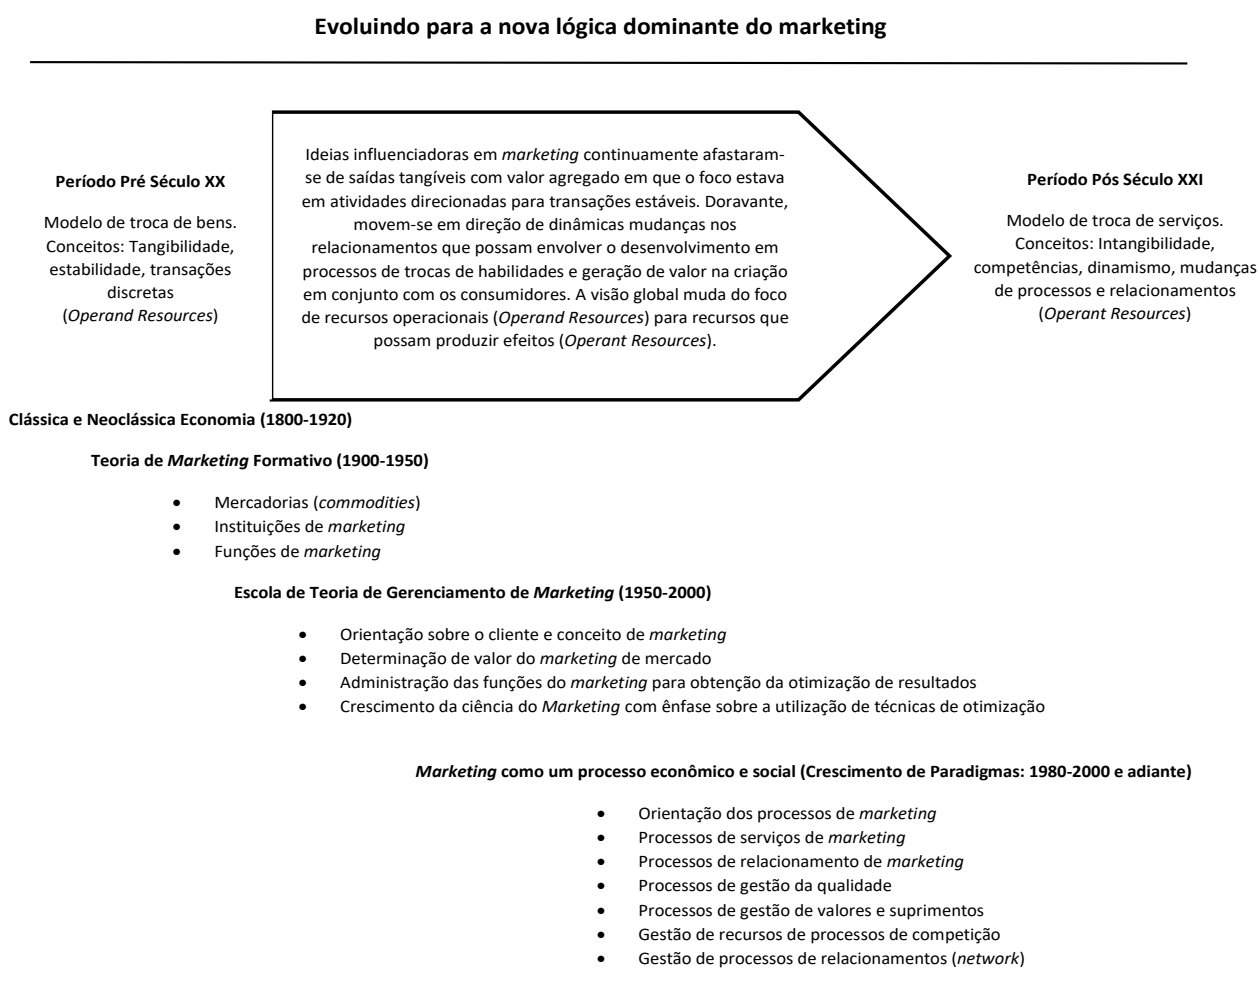 Evoluindo para a nova lógica dominante do marketing
Período Pré Século XX
Modelo de troca de bens.
Conceitos: Tangibilidade,
estabilidade, transações
discretas
(Operand Resources)
Ideias influenciadoras em marketing continuamente afastaram-
se de saídas tangíveis com valor agregado em que o foco estava
em atividades direcionadas para transações estáveis. Doravante,
movem-se em direção de dinâmicas mudanças nos
relacionamentos que possam envolver o desenvolvimento em
processos de trocas de habilidades e geração de valor na criação
em conjunto com os consumidores. A visão global muda do foco
de recursos operacionais (Operand Resources) para recursos que
possam produzir efeitos (Operant Resources).
Período Pós Século XXI
Modelo de troca de serviços.
Conceitos: Intangibilidade,
competências, dinamismo, mudanças
de processos e relacionamentos
(Operant Resources)
Clássica e Neoclássica Economia (1800-1920)
Teoria de Marketing Formativo (1900-1950)
• Mercadorias (commodities)
• Instituições de marketing
• Funções de marketing
Escola de Teoria de Gerenciamento de Marketing (1950-2000)
• Orientação sobre o cliente e conceito de marketing
• Determinação de valor do marketing de mercado
• Administração das funções do marketing para obtenção da otimização de resultados
• Crescimento da ciência do Marketing com ênfase sobre a utilização de técnicas de otimização
Marketing como um processo econômico e social (Crescimento de Paradigmas: 1980-2000 e adiante)
• Orientação dos processos de marketing
• Processos de serviços de marketing
• Processos de relacionamento de marketing
• Processos de gestão da qualidade
• Processos de gestão de valores e suprimentos
• Gestão de recursos de processos de competição
• Gestão de processos de relacionamentos (network)